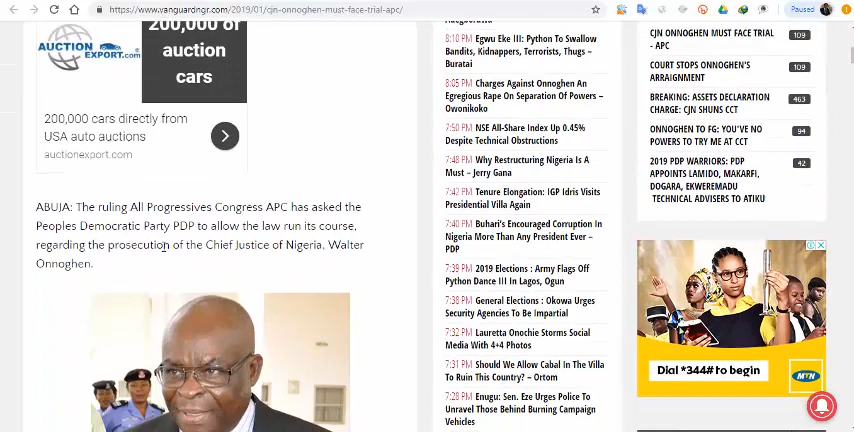 https://www.vanguardngr.com/2019/01/cjn-onnoghen-must-face-trial-apc/
Paused
AUCTION
EXPORT.com
200,000 of
auction
cars
200,000 cars directly from
USA auto auctions
auctionexport.com
ABUJA: The ruling All Progressives Congress APC has asked the
Peoples Democratic Party PDP to allow the law run its course,
regarding the prosecution of the Chief Justice of Nigeria, Walter
Onnoghen.
8:10 PM Egwu Eke III: Python To Swallow
Bandits, Kidnappers, Terrorists, Thugs –
Buratai
8:05 PM Charges Against Onnoghen An
Egregious Rape On Separation Of Powers –
Owonikoko
7:50 PM NSE All-Share Index Up 0.45%
Despite Technical Obstructions
7:48 PM Why Restructuring Nigeria Is A
Must – Jerry Gana
7:42 PM Tenure Elongation: IGP Idris Visits
Presidential Villa Again
7:40 PM Buhari's Encouraged Corruption In
Nigeria More Than Any President Ever –
PDP
7:39 PM 2019 Elections : Army Flags Off
Python Dance III In Lagos, Ogun
7:38 PM General Elections : Okowa Urges
Security Agencies To Be Impartial
7:32 PM Lauretta Onochie Storms Social
Media With 4+4 Photos
7:31 PM Should We Allow Cabal In The Villa
To Ruin This Country? – Ortom
7:28 PM Enugu: Sen. Eze Urges Police To
Unravel Those Behind Burning Campaign
Vehicles
CJN ONNOGHEN MUST FACE TRIAL 109
- APC
COURT STOPS ONNOGHEN'S 109
ARRAIGNMENT
BREAKING: ASSETS DECLARATION 463
CHARGE: CJN SHUNS CCT
ONNOGHEN TO FG: YOU'VE NO 94
POWERS TO TRY ME AT CCT
2019 PDP WARRIORS: PDP 42
APPOINTS LAMIDO, MAKARFI,
DOGARA, EKWEREMADU
TECHNICAL ADVISERS TO ATIKU
Dial *344# to begin
MTN